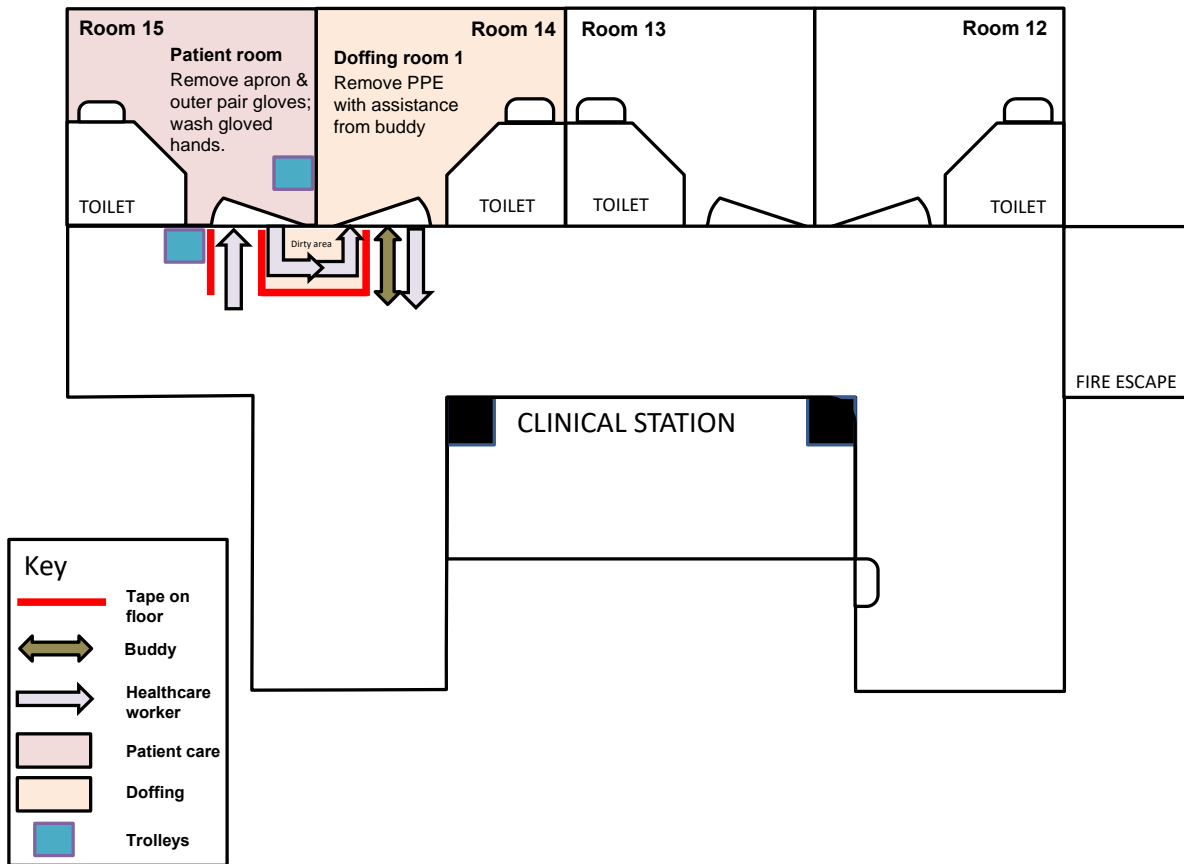 Room 15
Patient room
Remove apron &
outer pair gloves;
wash gloved
hands.
TOILET
Room 14
Doffing room 1
Remove PPE
with assistance
from buddy
TOILET
Room 13
TOILET
Room 12
TOILET
Dirty area
FIRE ESCAPE
CLINICAL STATION
Key
Tape on
floor
Buddy
Healthcare
worker
Patient care
Doffing
Trolleys